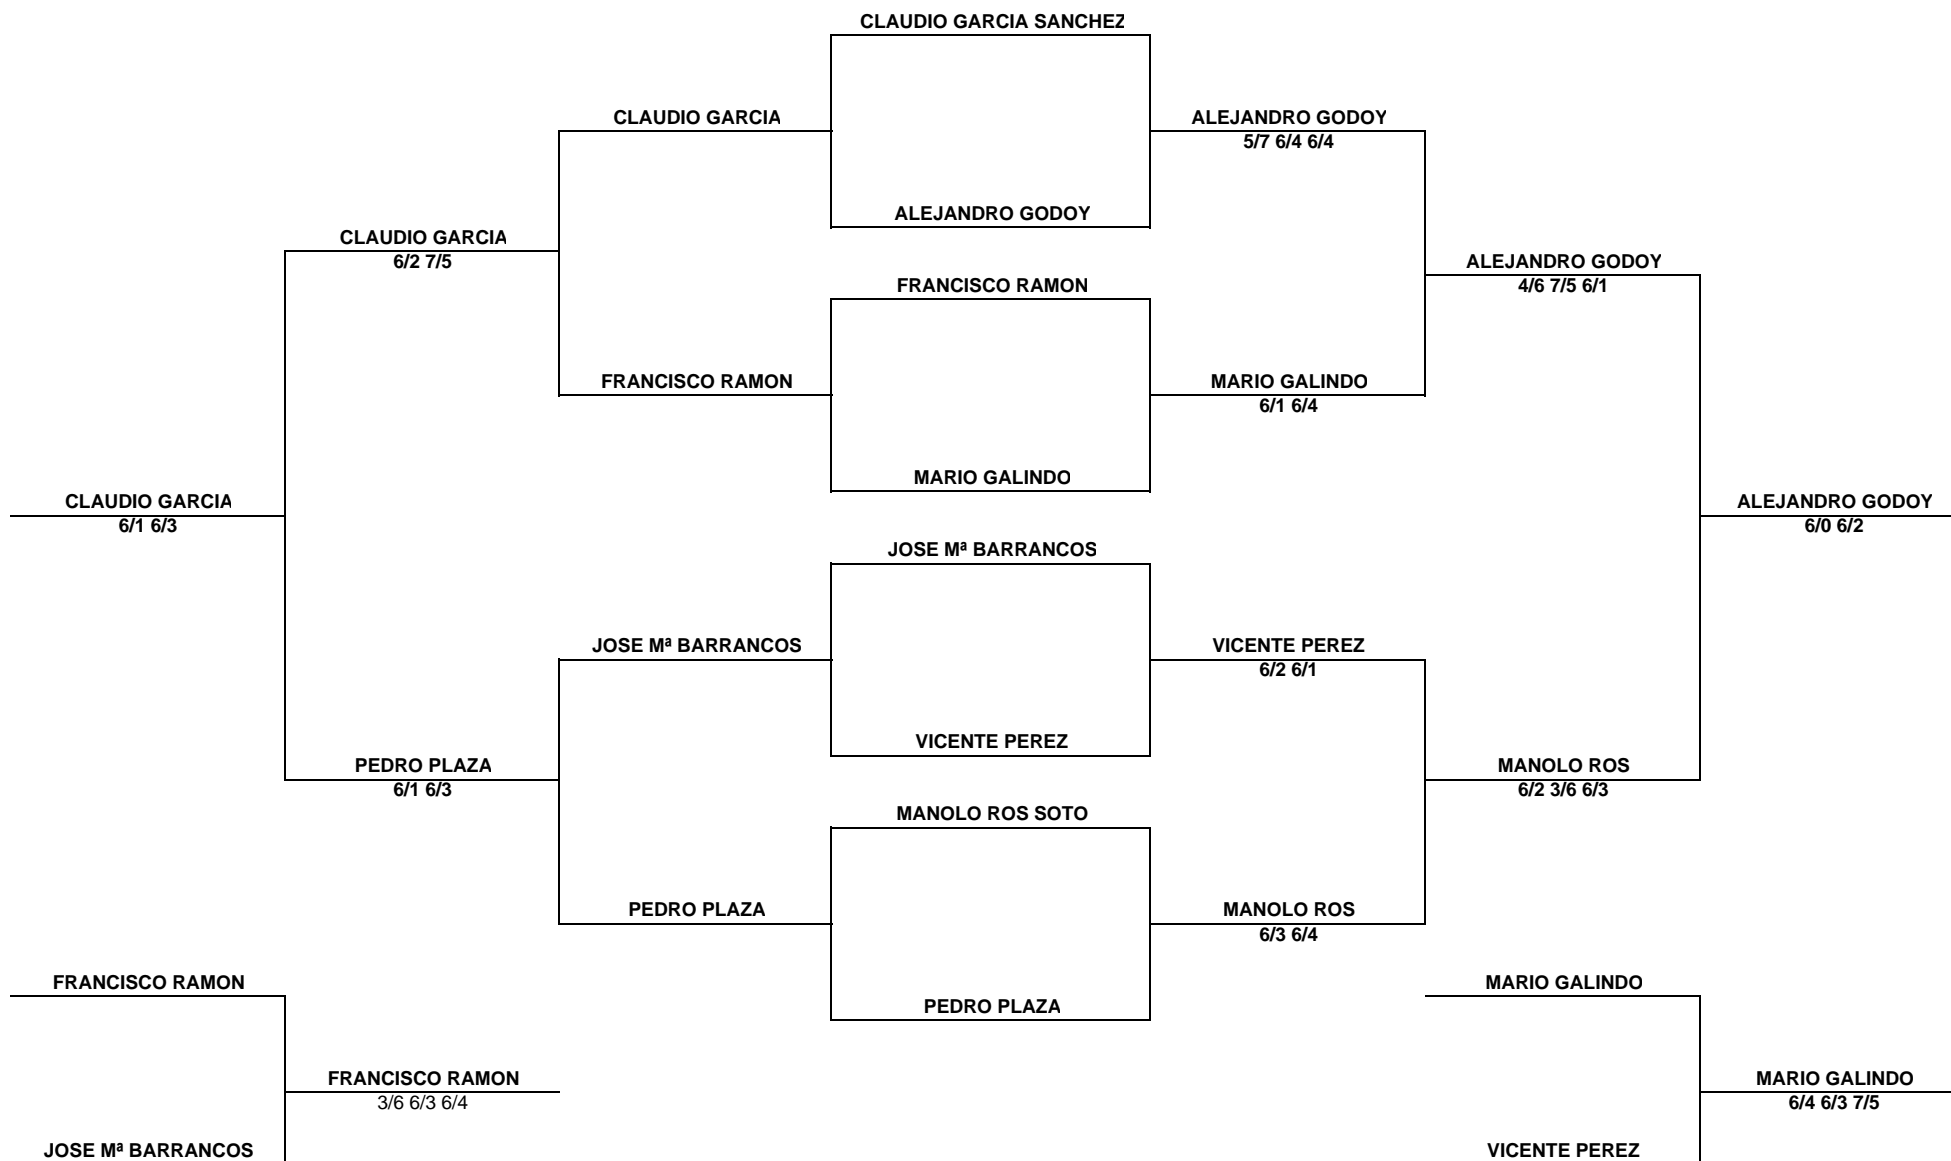 CLAUDIO GARCIA SANCHEZ
CLAUDIO GARCIA
ALEJANDRO GODOY
5/7 6/4 6/4
ALEJANDRO GODOY
CLAUDIO GARCIA
6/2 7/5
ALEJANDRO GODOY
4/6 7/5 6/1
FRANCISCO RAMON
FRANCISCO RAMON
MARIO GALINDO
6/1 6/4
MARIO GALINDO
CLAUDIO GARCIA
6/1 6/3
ALEJANDRO GODOY
6/0 6/2
JOSE Mª BARRANCOS
JOSE Mª BARRANCOS
VICENTE PEREZ
6/2 6/1
VICENTE PEREZ
PEDRO PLAZA
6/1 6/3
MANOLO ROS
6/2 3/6 6/3
MANOLO ROS SOTO
PEDRO PLAZA
MANOLO ROS
6/3 6/4
FRANCISCO RAMON
MARIO GALINDO
PEDRO PLAZA
FRANCISCO RAMON
3/6 6/3 6/4
MARIO GALINDO
6/4 6/3 7/5
JOSE Mª BARRANCOS
VICENTE PEREZ